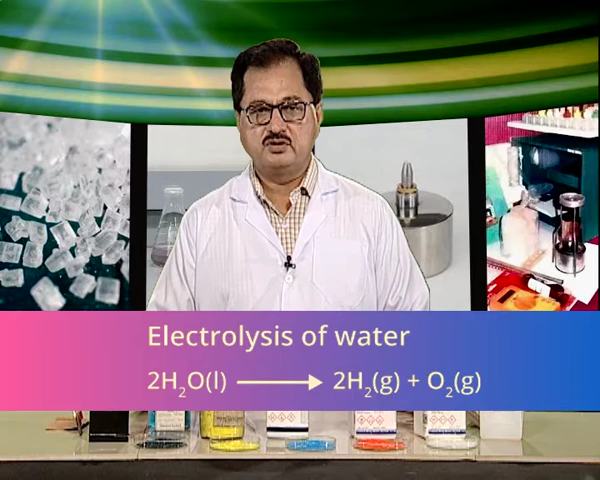 Electrolysis of water
2H₂O(l) ⟶ 2H₂(g) + O₂(g)